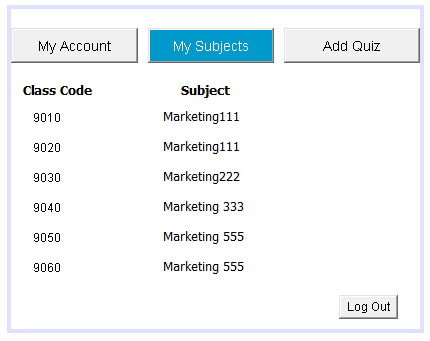 My Account My Subjects Add Quiz
Class Code Subject
9010 Marketing111
9020 Marketing111
9030 Marketing222
9040 Marketing 333
9050 Marketing 555
9060 Marketing 555
Log Out